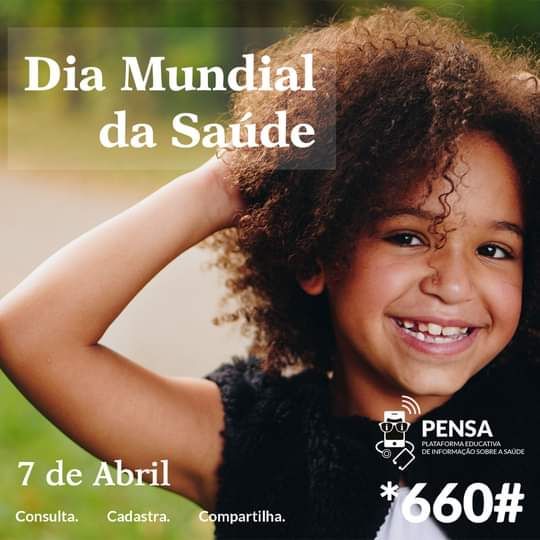 Dia Mundial
da Saúde
PENSA
PLATAFORMA EDUCATIVA
DE INFORMAÇÃO SOBRE A SAÚDE
7 de Abril
*660#
Consulta. Cadastra. Compartilha.